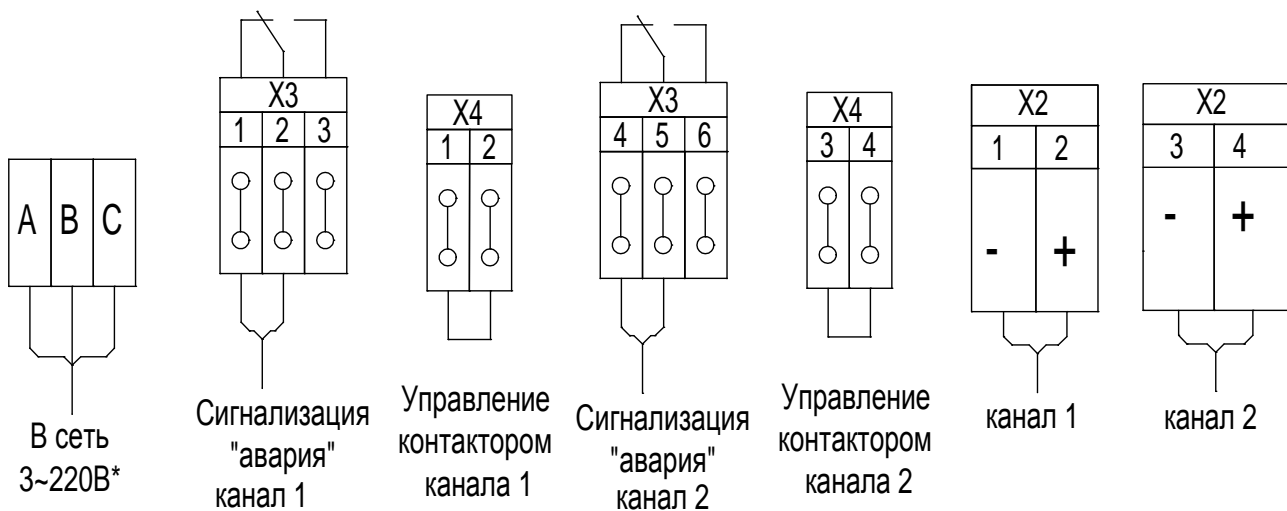 A B C
В сеть
3~220В*
X3
1 2 3
Сигнализация
"авария"
канал 1
X4
1 2
Управление
контактором
канала 1
X3
4 5 6
Сигнализация
"авария"
канал 2
X4
3 4
Управление
контактором
канала 2
X2
1 2
- +
канал 1
X2
3 4
- +
канал 2